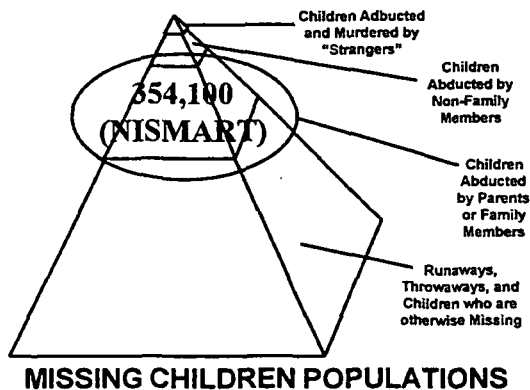 Children Adbucted
and Murdered by
"Strangers"
Children
Abducted by
Non-Family
Members
354,100
(NISMART)
Children
Abducted
by Parents
or Family
Members
Runaways,
Throwaways, and
Children who are
otherwise Missing
MISSING CHILDREN POPULATIONS